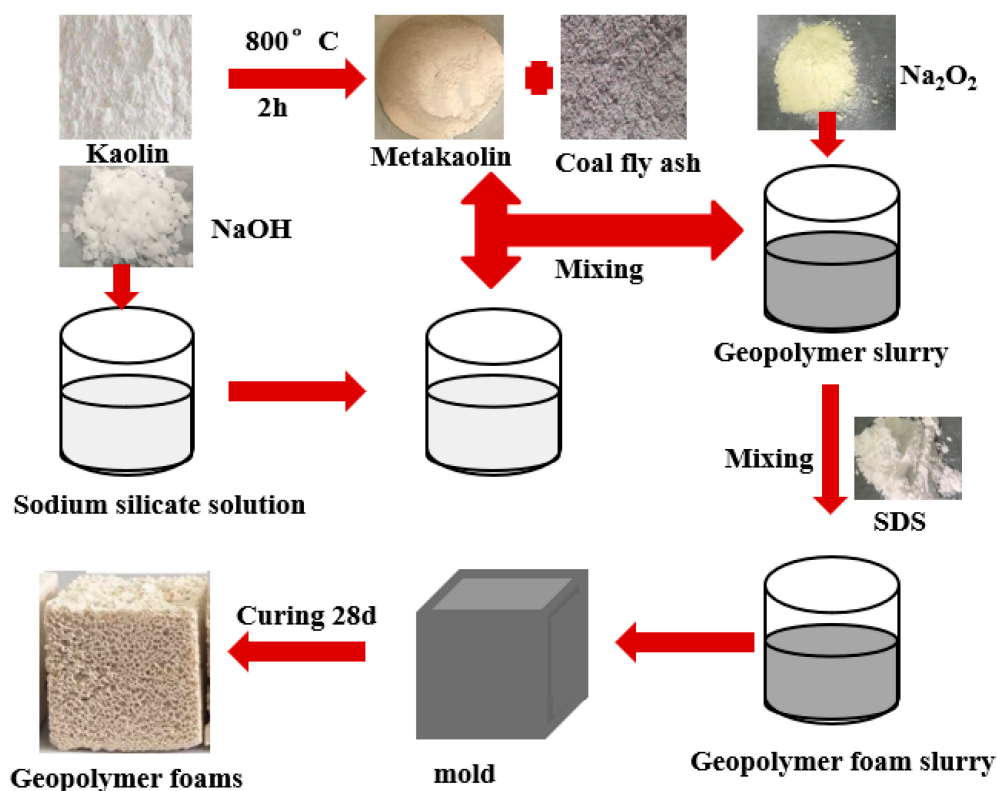 800° C
2h
Kaolin
Metakaolin
Coal fly ash
Na₂O₂
NaOH
Mixing
Geopolymer slurry
Sodium silicate solution
Mixing
SDS
Curing 28d
Geopolymer foams
mold
Geopolymer foam slurry